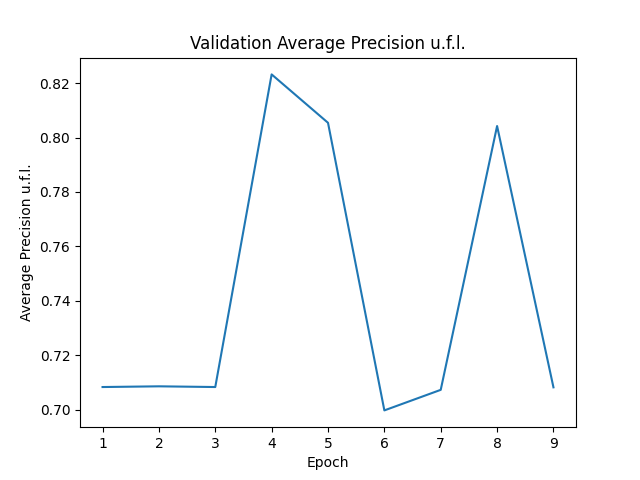 Validation Average Precision u.f.l.
Average Precision u.f.l.
0.82
0.80
0.78
0.76
0.74
0.72
0.70
1 2 3 4 5 6 7 8 9
Epoch